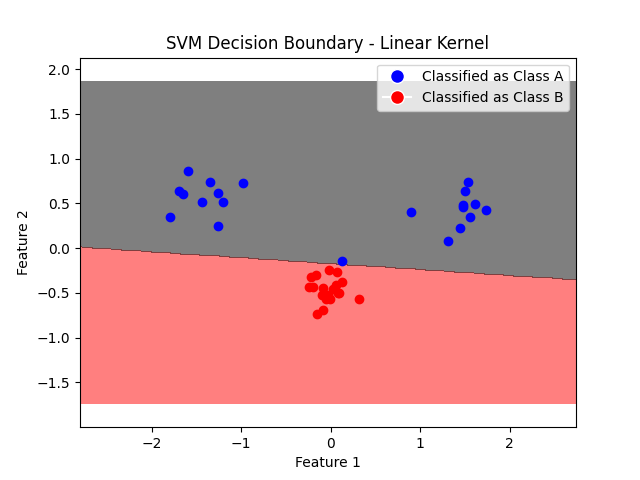 SVM Decision Boundary - Linear Kernel
Classified as Class A
Classified as Class B
2.0
1.5
1.0
0.5
0.0
−0.5
−1.0
−1.5
Feature 2
−2
−1
0
1
2
Feature 1